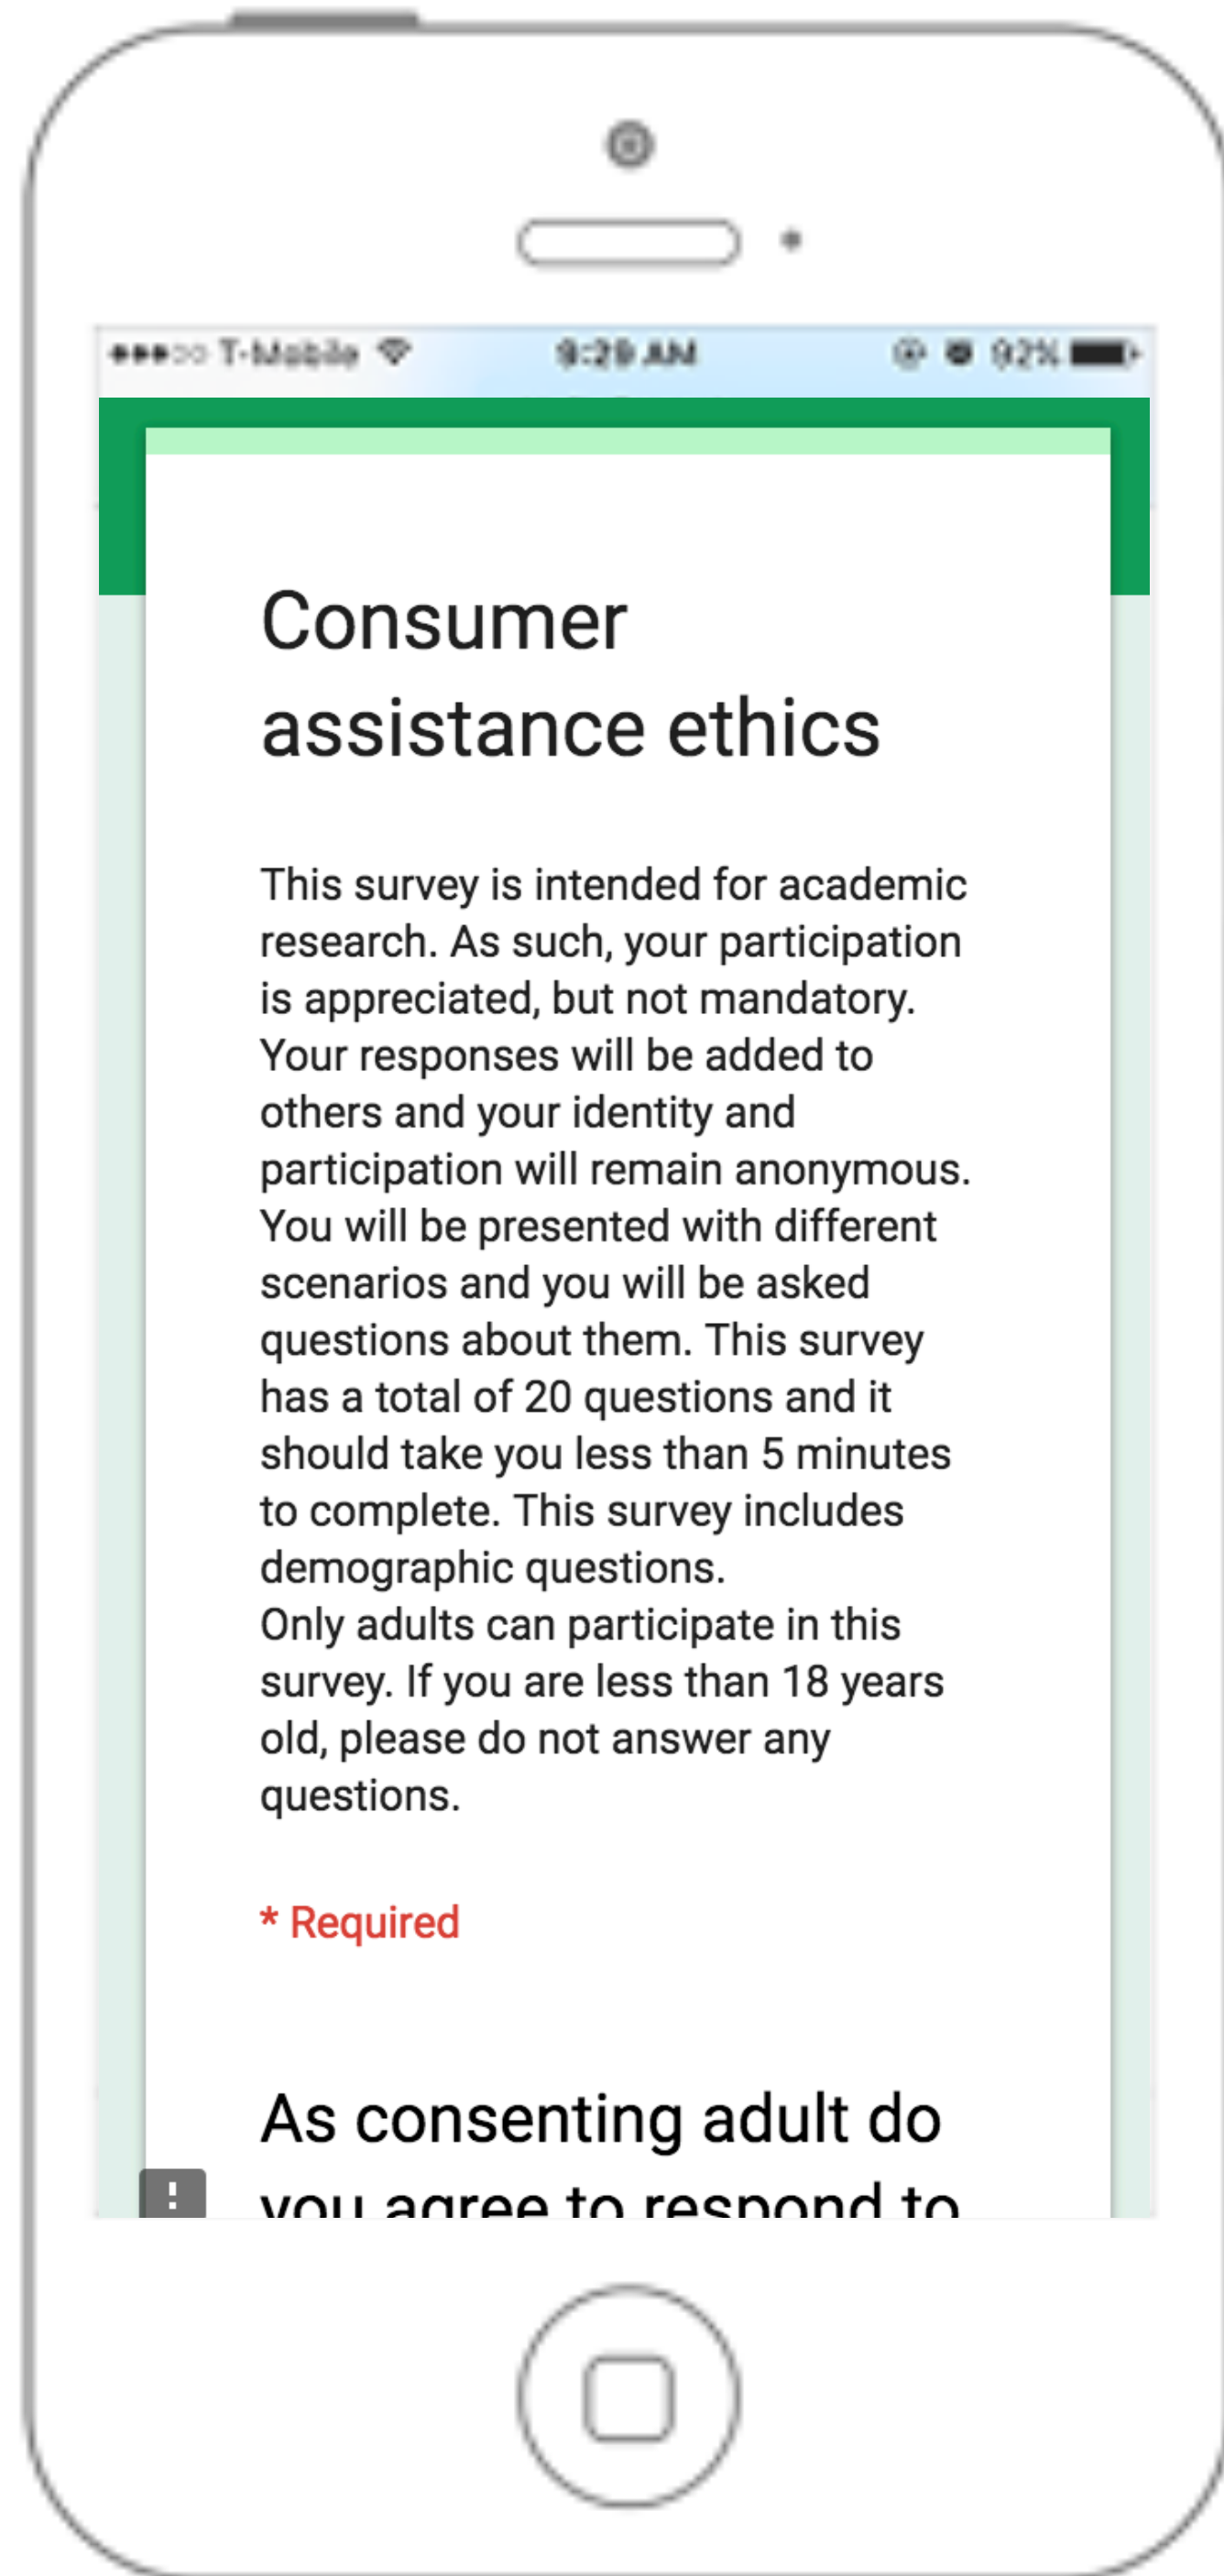 T-Mobile 9:29 AM 92%
Consumer
assistance ethics
This survey is intended for academic
research. As such, your participation
is appreciated, but not mandatory.
Your responses will be added to
others and your identity and
participation will remain anonymous.
You will be presented with different
scenarios and you will be asked
questions about them. This survey
has a total of 20 questions and it
should take you less than 5 minutes
to complete. This survey includes
demographic questions.
Only adults can participate in this
survey. If you are less than 18 years
old, please do not answer any
questions.
* Required
As consenting adult do
you agree to respond to